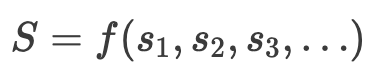 S = f(s₁, s₂, s₃, . . .)